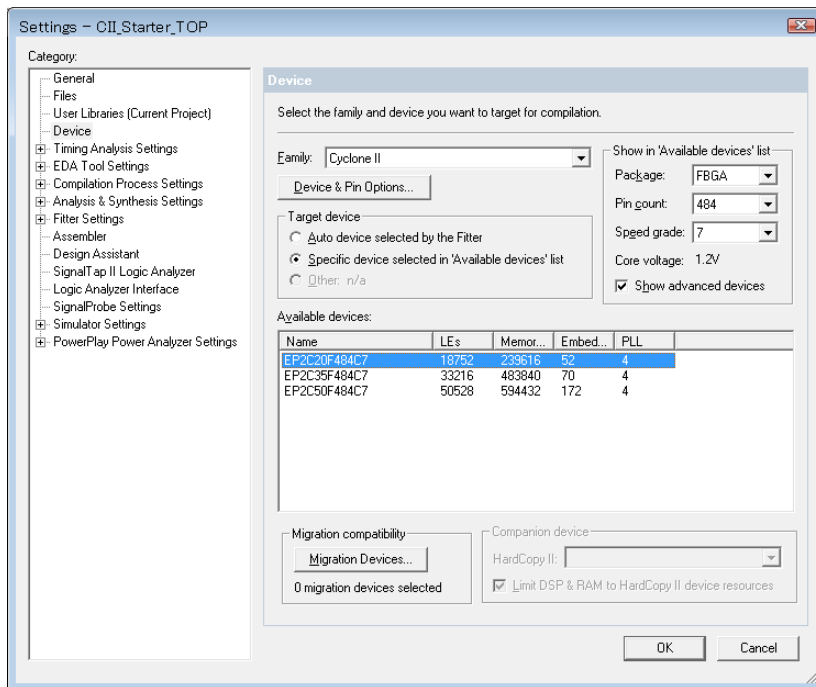 Settings - CII_Starter_TOP
Category:
General
Files
User Libraries (Current Project)
Device
Timing Analysis Settings
EDA Tool Settings
Compilation Process Settings
Analysis & Synthesis Settings
Fitter Settings
Assembler
Design Assistant
SignalTap II Logic Analyzer
Logic Analyzer Interface
SignalProbe Settings
Simulator Settings
PowerPlay Power Analyzer Settings
Device
Select the family and device you want to target for compilation.
Family: Cyclone II
Device & Pin Options...
Target device
Auto device selected by the Fitter
Specific device selected in 'Available devices' list
Other: n/a
Show in 'Available devices' list
Package: FBGA
Pin count: 484
Speed grade: 7
Core voltage: 1.2V
Show advanced devices
Available devices:
Name LEs Memor... Embed... PLL
EP2C20F484C7 18752 239616 52 4
EP2C35F484C7 33216 483840 70 4
EP2C50F484C7 50528 594432 172 4
Migration compatibility
Migration Devices...
0 migration devices selected
Companion device
HardCopy II:
Limit DSP & RAM to HardCopy II device resources
OK Cancel